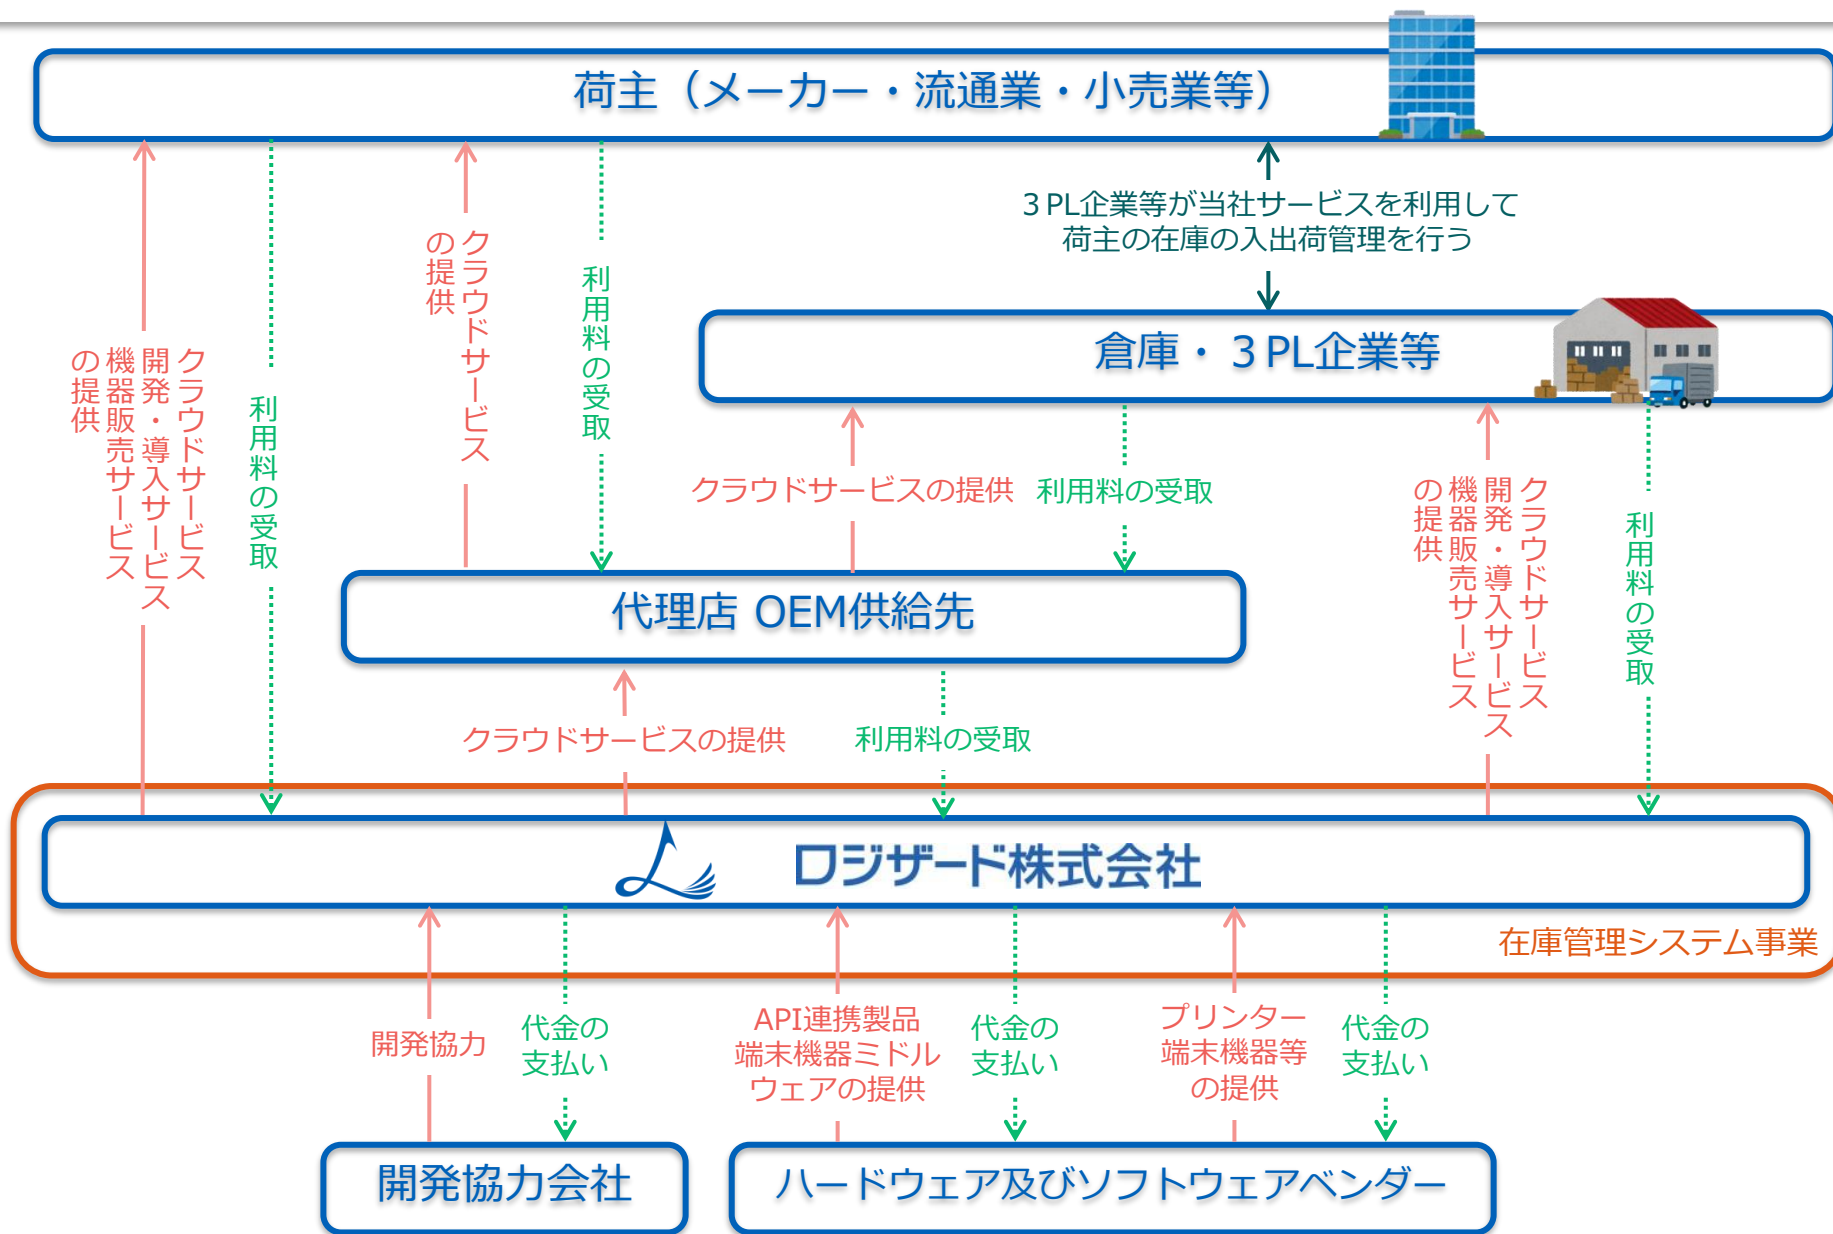 荷主（メーカー・流通業・小売業等）
3PL企業等が当社サービスを利用して
荷主の在庫の入出荷管理を行う
クラウドサービス
開発・導入サービス
機器販売サービス
の提供
利用料の受取
クラウドサービス
の提供
利用料の受取
倉庫・３PL企業等
クラウドサービスの提供
利用料の受取
クラウドサービス
開発・導入サービス
機器販売サービス
の提供
利用料の受取
代理店 OEM供給先
クラウドサービスの提供
利用料の受取
ロジザード株式会社
在庫管理システム事業
開発協力
代金の
支払い
API連携製品
端末機器ミドル
ウェアの提供
代金の
支払い
プリンター
端末機器等
の提供
代金の
支払い
開発協力会社
ハードウェア及びソフトウェアベンダー